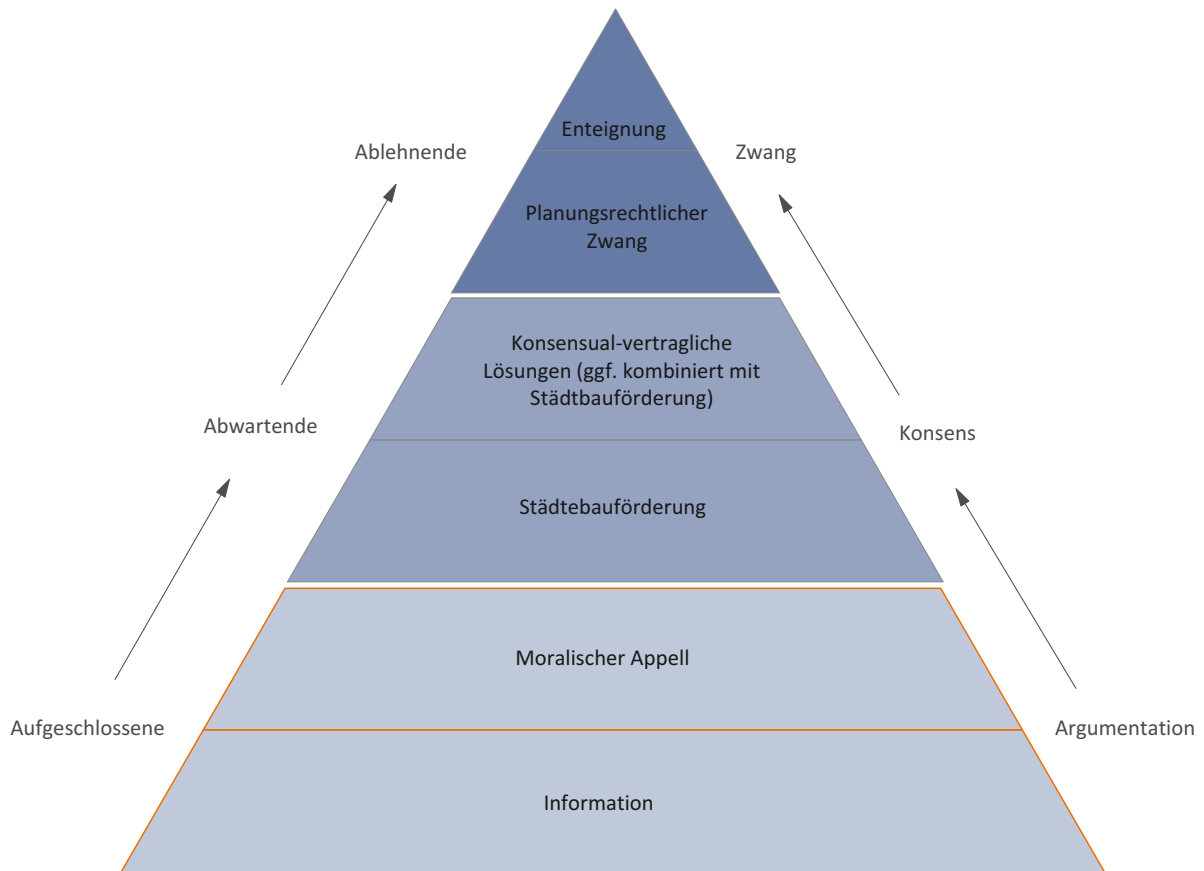 Enteignung
Ablehnende
Zwang
Planungsrechtlicher
Zwang
Konsensual-vertragliche
Lösungen (ggf. kombiniert mit
Städtbauförderung)
Abwartende
Konsens
Städtebauförderung
Moralischer Appell
Aufgeschlossene
Argumentation
Information